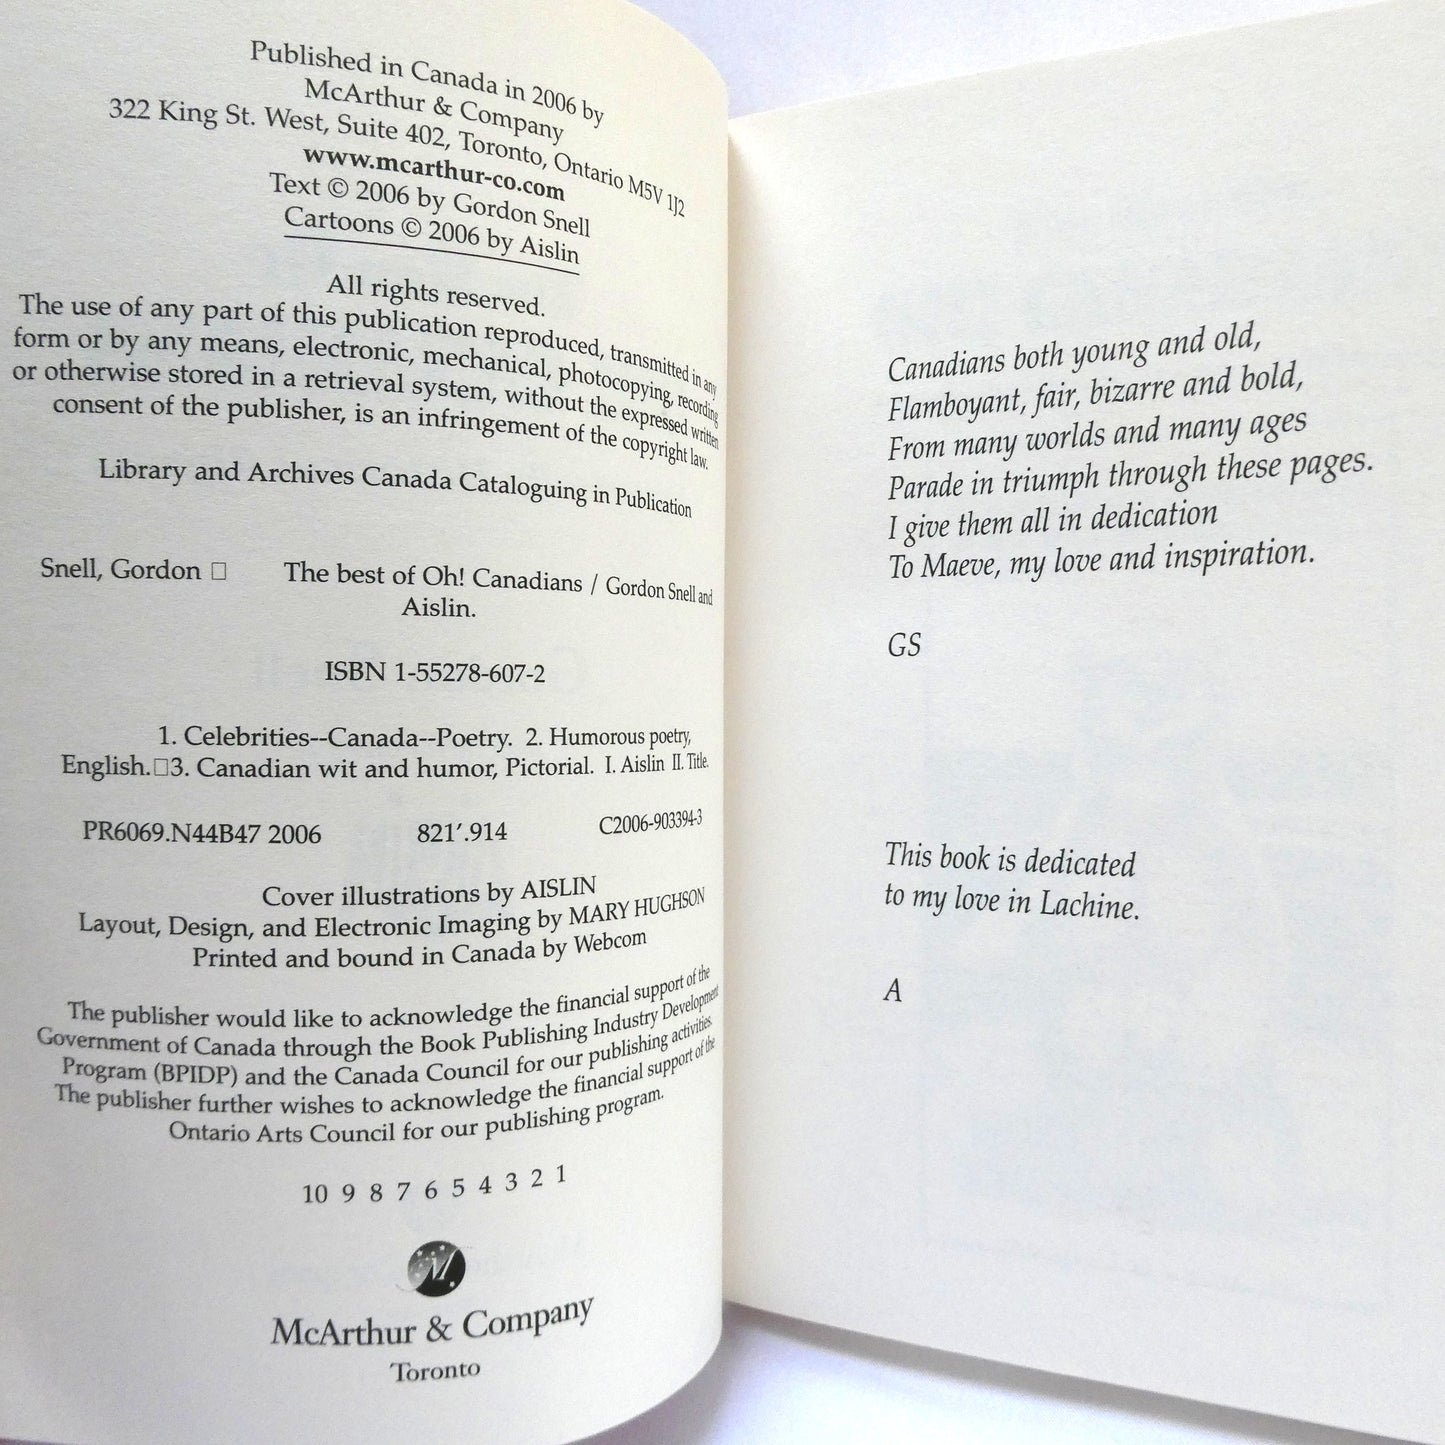 Published in Canada in 2006 by
McArthur & Company
322 King St. West, Suite 402, Toronto, Ontario M5V 1J2
www.mcarthur-co.com
Text © 2006 by Gordon Snell
Cartoons © 2006 by Aislin
All rights reserved.
The use of any part of this publication reproduced, transmitted in any
form or by any means, electronic, mechanical, photocopying, recording
or otherwise stored in a retrieval system, without the expressed written
consent of the publisher, is an infringement of the copyright law.
Library and Archives Canada Cataloguing in Publication
Snell, Gordon □ The best of Oh! Canadians / Gordon Snell and
Aislin.
ISBN 1-55278-607-2
1. Celebrities--Canada--Poetry. 2. Humorous poetry,
English.□3. Canadian wit and humor, Pictorial. I. Aislin II. Title.
PR6069.N44B47 2006 821′.914 C2006-903394-3
Cover illustrations by AISLIN
Layout, Design, and Electronic Imaging by MARY HUGHSON
Printed and bound in Canada by Webcom
The publisher would like to acknowledge the financial support of the
Government of Canada through the Book Publishing Industry Development
Program (BPIDP) and the Canada Council for our publishing activities.
The publisher further wishes to acknowledge the financial support of the
Ontario Arts Council for our publishing program.
10 9 8 7 6 5 4 3 2 1
M
McArthur & Company
Toronto
Canadians both young and old,
Flamboyant, fair, bizarre and bold,
From many worlds and many ages
Parade in triumph through these pages.
I give them all in dedication
To Maeve, my love and inspiration.
GS
This book is dedicated
to my love in Lachine.
A